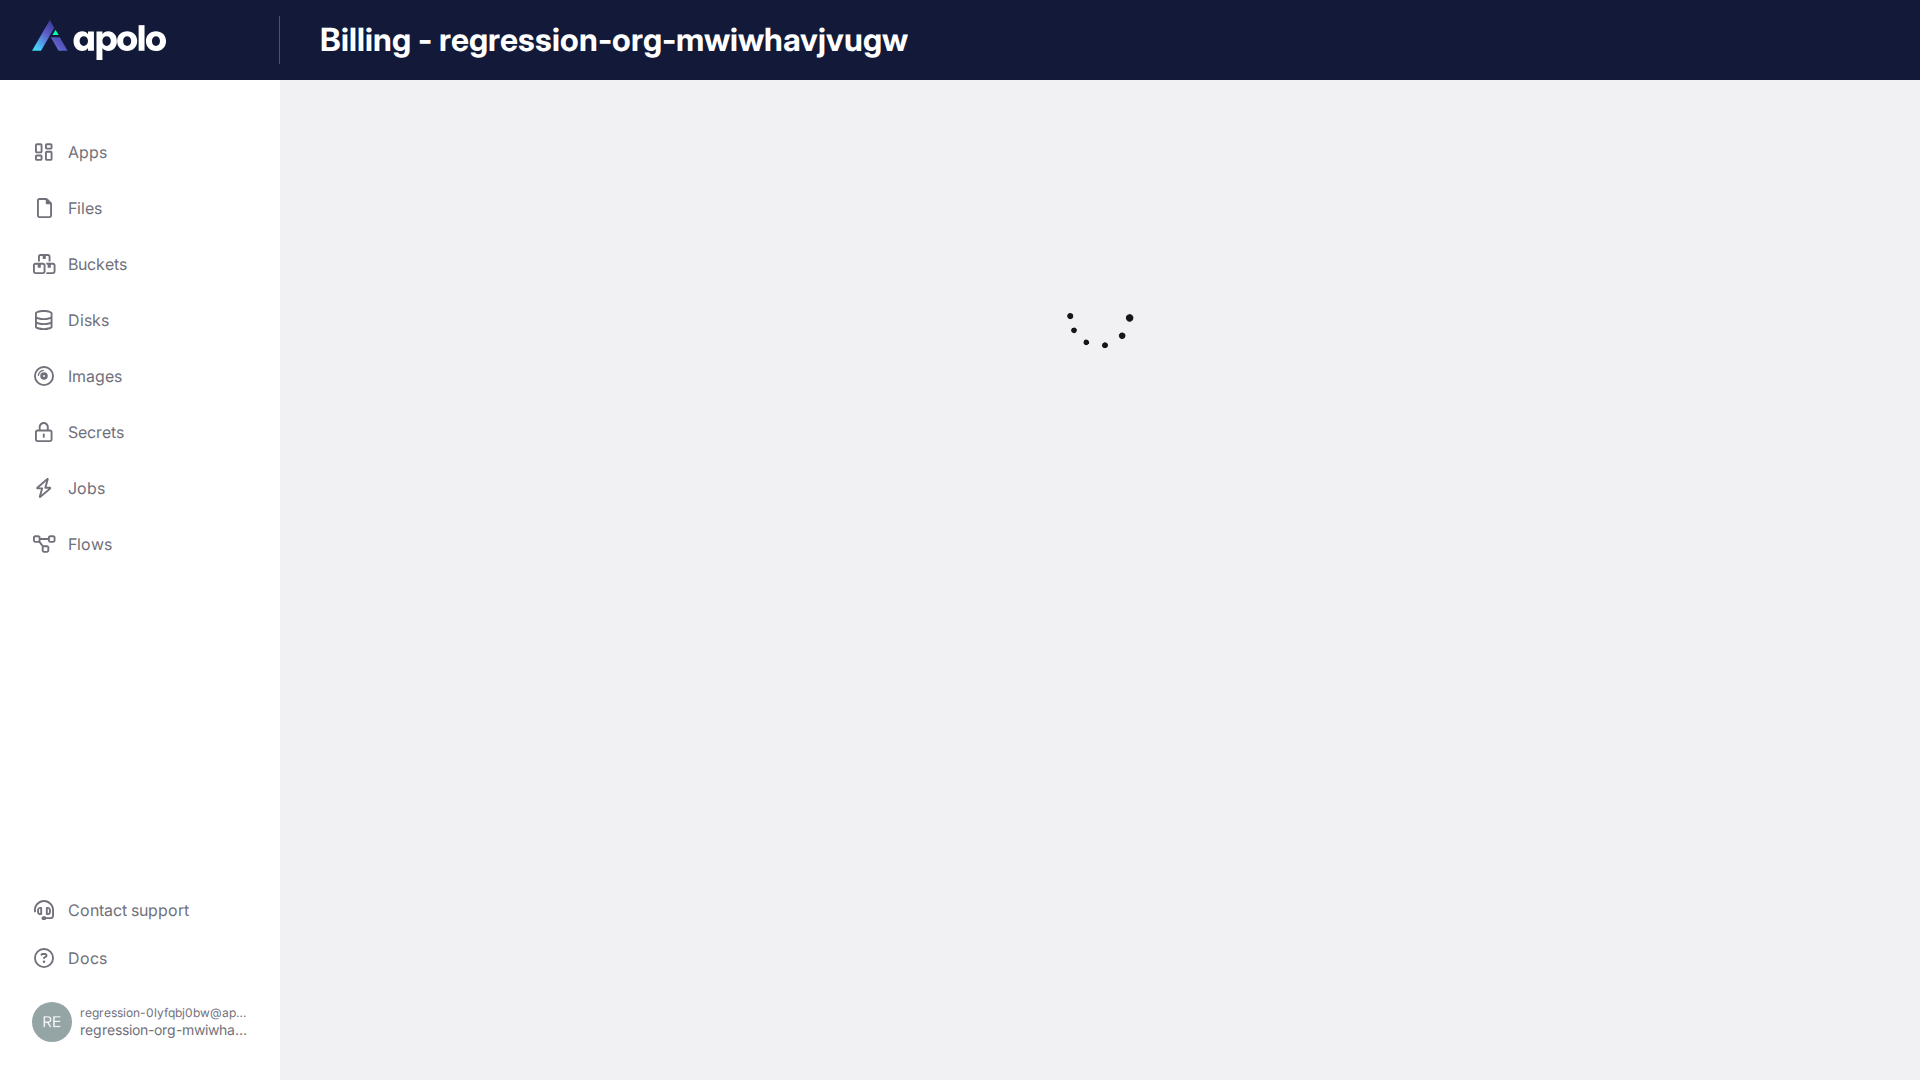 apolo
Billing - regression-org-mwiwhavjvugw
Apps
Files
Buckets
Disks
Images
Secrets
Jobs
Flows
Contact support
Docs
RE
regression-0lyfqbj0bw@ap...
regression-org-mwiwha...